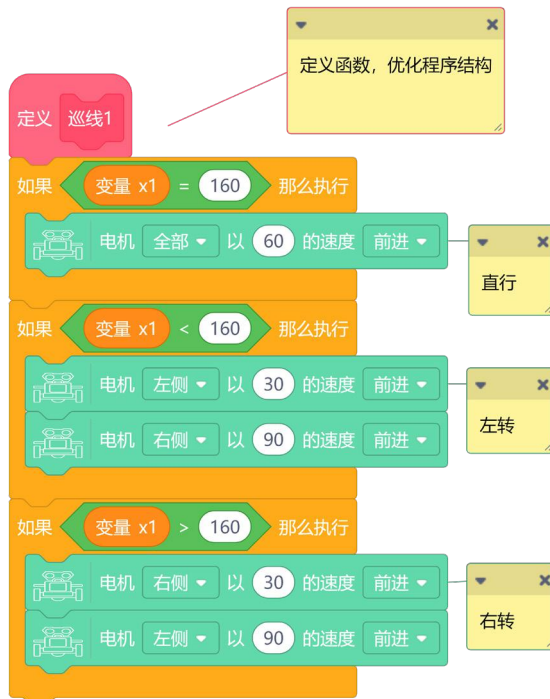 定义函数，优化程序结构
定义 巡线1
如果 变量 x1 = 160 那么执行
电机 全部 以 60 的速度 前进
直行
如果 变量 x1 < 160 那么执行
电机 左侧 以 30 的速度 前进
左转
电机 右侧 以 90 的速度 前进
如果 变量 x1 > 160 那么执行
电机 右侧 以 30 的速度 前进
右转
电机 左侧 以 90 的速度 前进